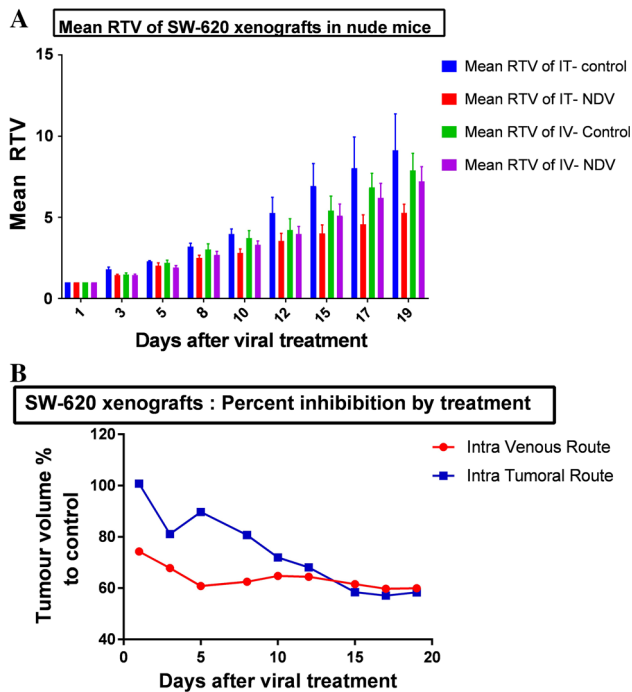 A
Mean RTV of SW-620 xenografts in nude mice
Mean RTV
15
10
5
0
1
3
5
8
10
12
15
17
19
Days after viral treatment
Mean RTV of IT- control
Mean RTV of IT- NDV
Mean RTV of IV- Control
Mean RTV of IV- NDV
B
SW-620 xenografts : Percent inhibibition by treatment
Tumour volume %
to control
120
100
80
60
40
0
5
10
15
20
Days after viral treatment
Intra Venous Route
Intra Tumoral Route